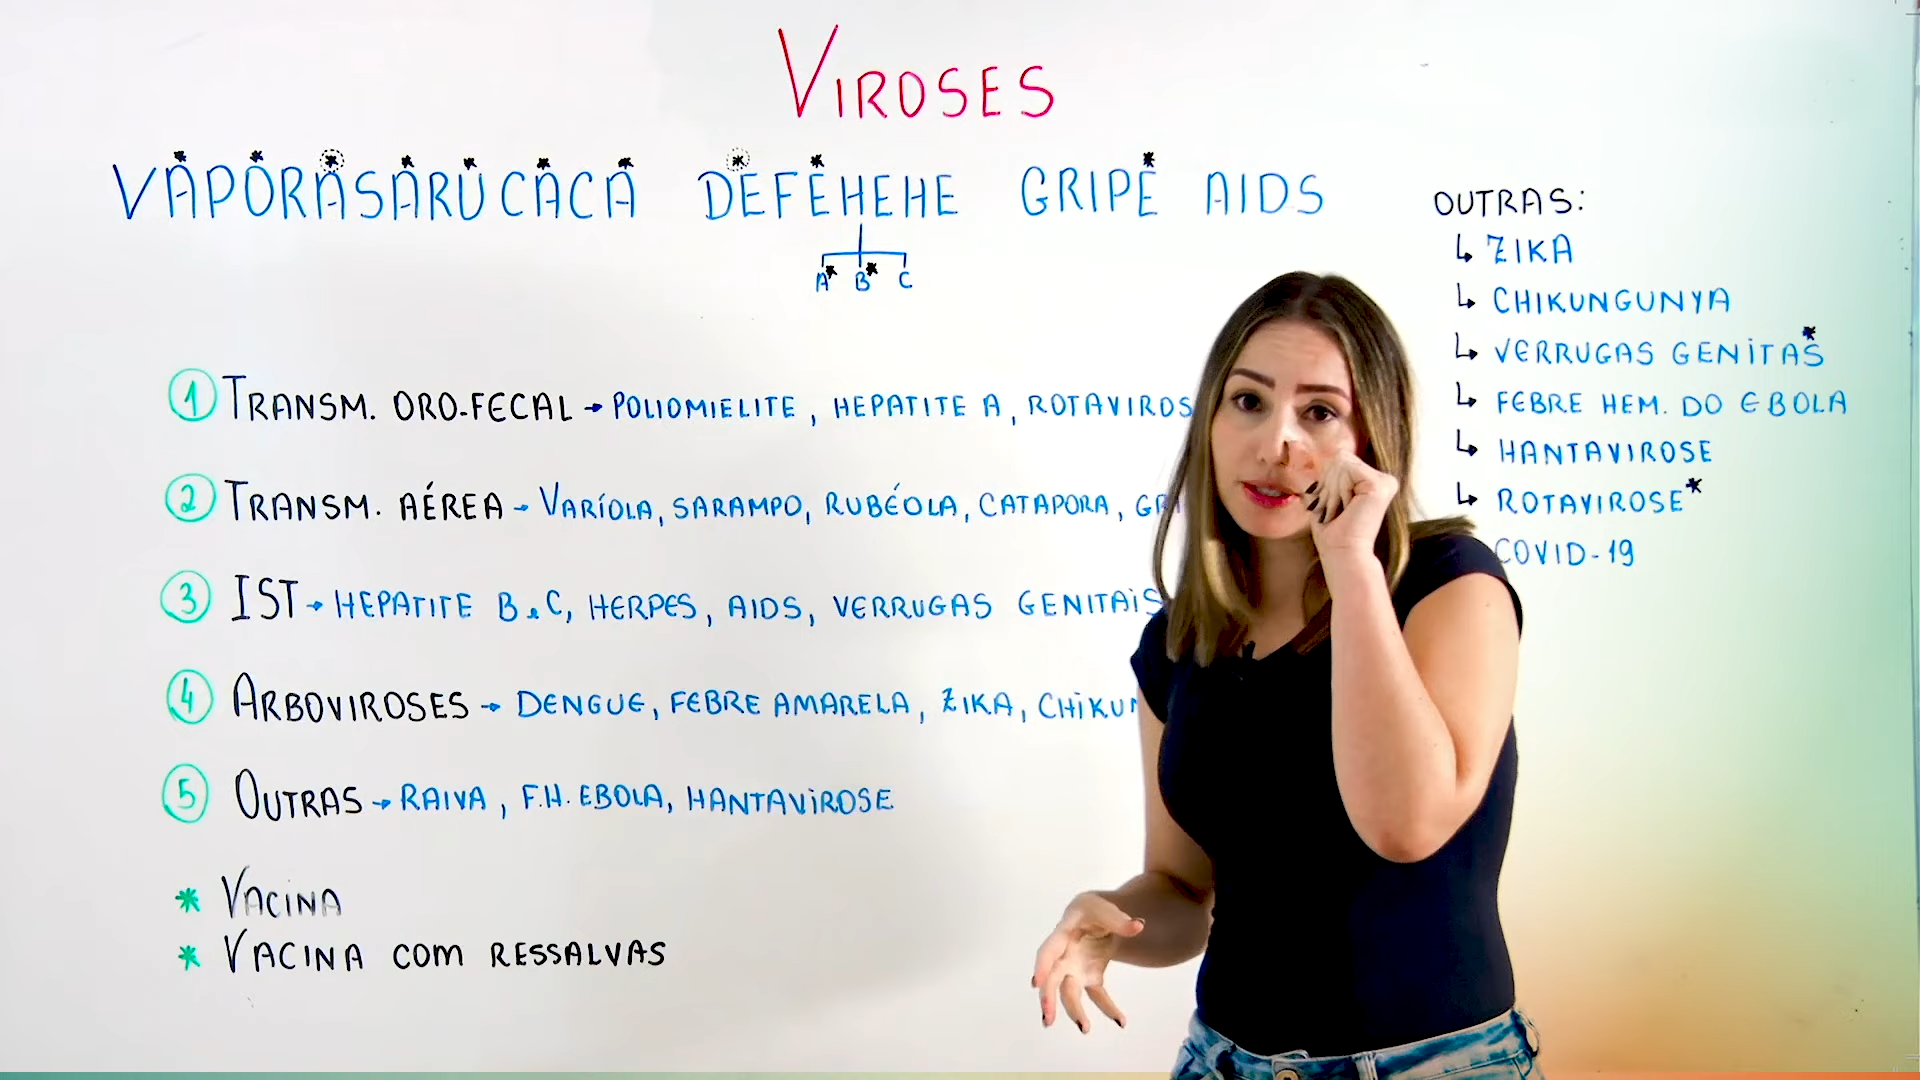 VIROSES
VAPORASARUCACA DEFEHEHE GRIPE AIDS
A* B* C
OUTRAS:
↳ ZIKA
↳ CHIKUNGUNYA
↳ VERRUGAS GENITAS*
↳ FEBRE HEM. DO EBOLA
↳ HANTAVIROSE
↳ ROTAVIROSE*
COVID-19
1 TRANSM. ORO-FECAL → POLIOMIELITE, HEPATITE A, ROTAVIROS
2 TRANSM. AÉREA → VARÍOLA, SARAMPO, RUBÉOLA, CATAPORA,
3 IST → HEPATITE B e C, HERPES, AIDS, VERRUGAS GENITAIS
4 ARBOVIROSES → DENGUE, FEBRE AMARELA, ZIKA, CHIKU
5 OUTRAS → RAIVA, F.H. EBOLA, HANTAVIROSE
* VACINA
* VACINA COM RESSALVAS